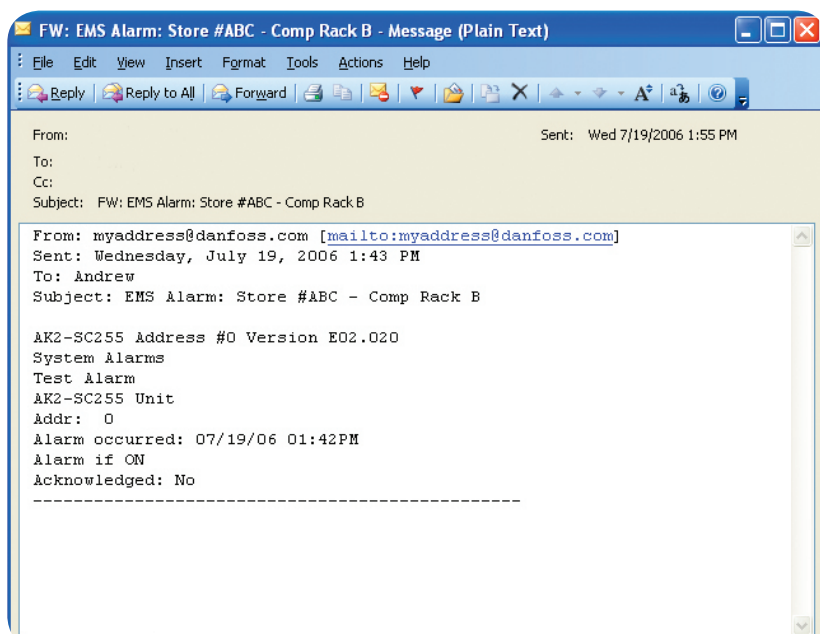 FW: EMS Alarm: Store #ABC - Comp Rack B - Message (Plain Text)
File Edit View Insert Format Tools Actions Help
Reply Reply to All Forward
From: Sent: Wed 7/19/2006 1:55 PM
To:
Cc:
Subject: FW: EMS Alarm: Store #ABC - Comp Rack B
From: myaddress@danfoss.com [mailto:myaddress@danfoss.com]
Sent: Wednesday, July 19, 2006 1:43 PM
To: Andrew
Subject: EMS Alarm: Store #ABC - Comp Rack B
AK2-SC255 Address #0 Version E02.020
System Alarms
Test Alarm
AK2-SC255 Unit
Addr: 0
Alarm occurred: 07/19/06 01:42PM
Alarm if ON
Acknowledged: No
------------------------------------------------